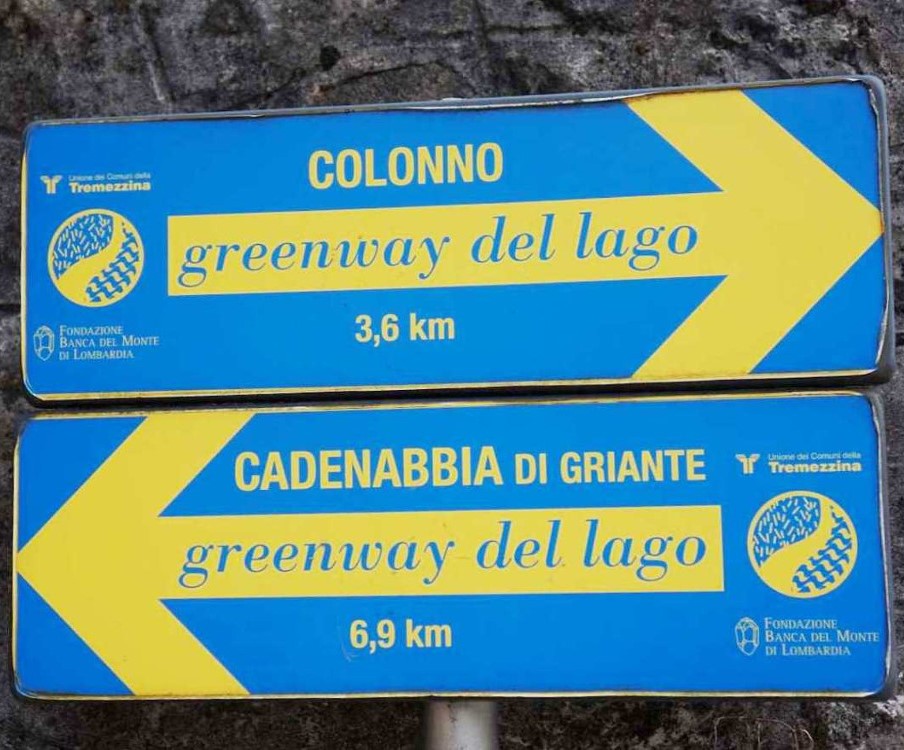 COLONNO
Unione dei Comuni della
Tremezzina
greenway del lago
3,6 km
FONDAZIONE
BANCA DEL MONTE
DI LOMBARDIA
CADENABBIA DI GRIANTE
Unione dei Comuni della
Tremezzina
greenway del lago
6,9 km
FONDAZIONE
BANCA DEL MONTE
DI LOMBARDIA